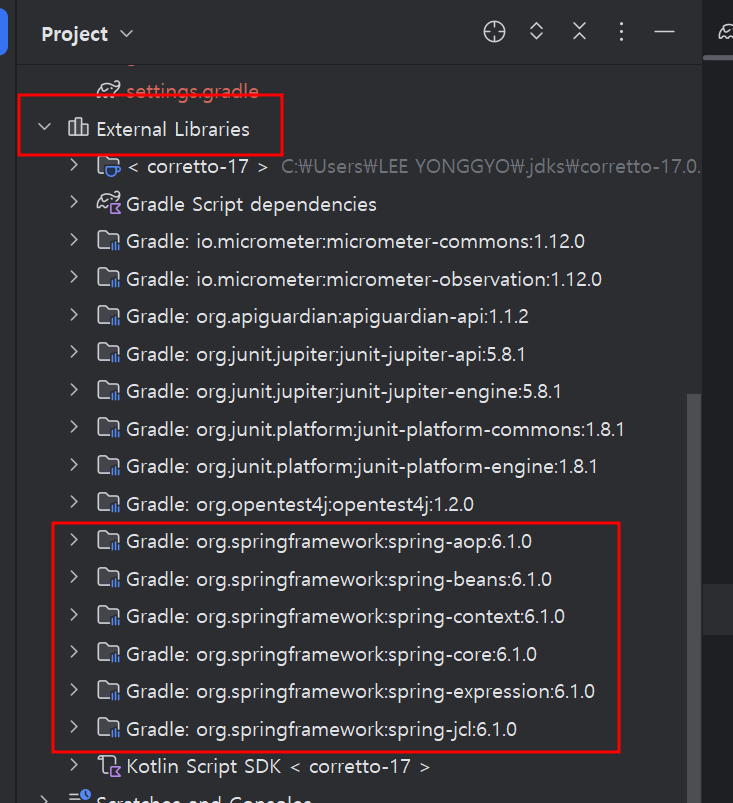 Project
settings.gradle
External Libraries
< corretto-17 > C:₩Users₩LEE YONGGYO₩.jdks₩corretto-17.0.
Gradle Script dependencies
Gradle: io.micrometer:micrometer-commons:1.12.0
Gradle: io.micrometer:micrometer-observation:1.12.0
Gradle: org.apiguardian:apiguardian-api:1.1.2
Gradle: org.junit.jupiter:junit-jupiter-api:5.8.1
Gradle: org.junit.jupiter:junit-jupiter-engine:5.8.1
Gradle: org.junit.platform:junit-platform-commons:1.8.1
Gradle: org.junit.platform:junit-platform-engine:1.8.1
Gradle: org.opentest4j:opentest4j:1.2.0
Gradle: org.springframework:spring-aop:6.1.0
Gradle: org.springframework:spring-beans:6.1.0
Gradle: org.springframework:spring-context:6.1.0
Gradle: org.springframework:spring-core:6.1.0
Gradle: org.springframework:spring-expression:6.1.0
Gradle: org.springframework:spring-jcl:6.1.0
Kotlin Script SDK < corretto-17 >
Scratches and Consoles